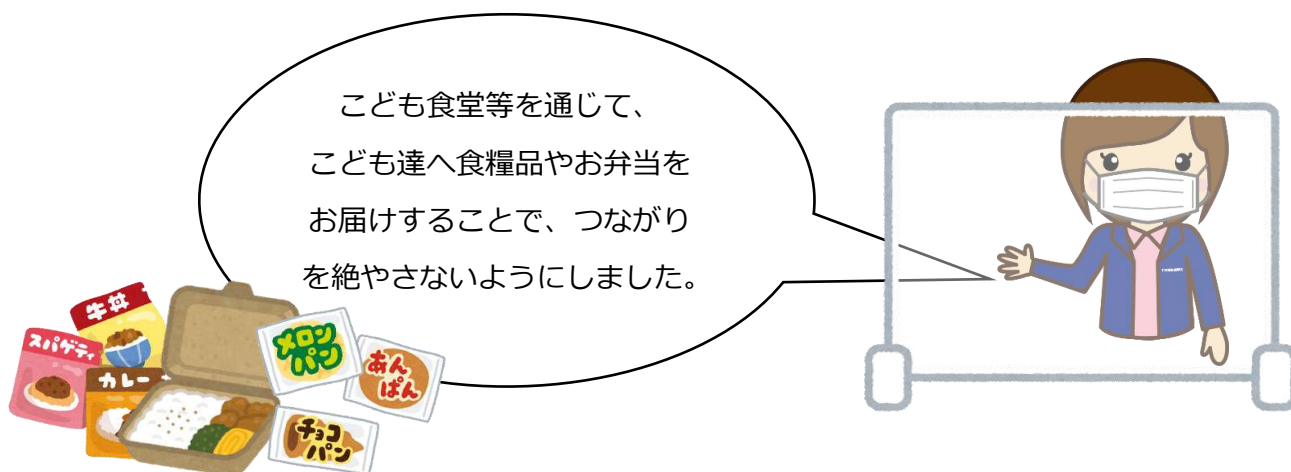 こども食堂等を通じて、
こども達へ食糧品やお弁当を
お届けすることで、つながり
を絶やさないようにしました。
牛丼
スパゲティ
カレー
メロン
パン
あん
ぱん
チョコ
パン